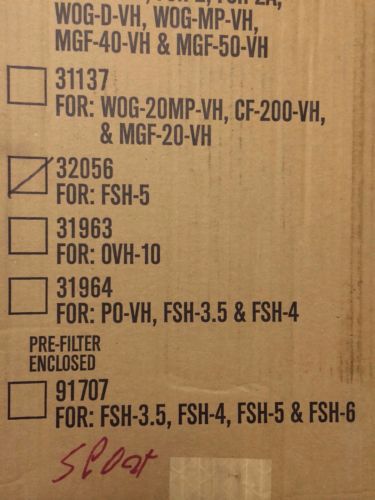 WOG-D-VH, WOG-MP-VH,
MGF-40-VH & MGF-50-VH
31137
FOR: WOG-20MP-VH, CF-200-VH,
& MGF-20-VH
32056
FOR: FSH-5
31963
FOR: OVH-10
31964
FOR: PO-VH, FSH-3.5 & FSH-4
PRE-FILTER
ENCLOSED
91707
FOR: FSH-3.5, FSH-4, FSH-5 & FSH-6